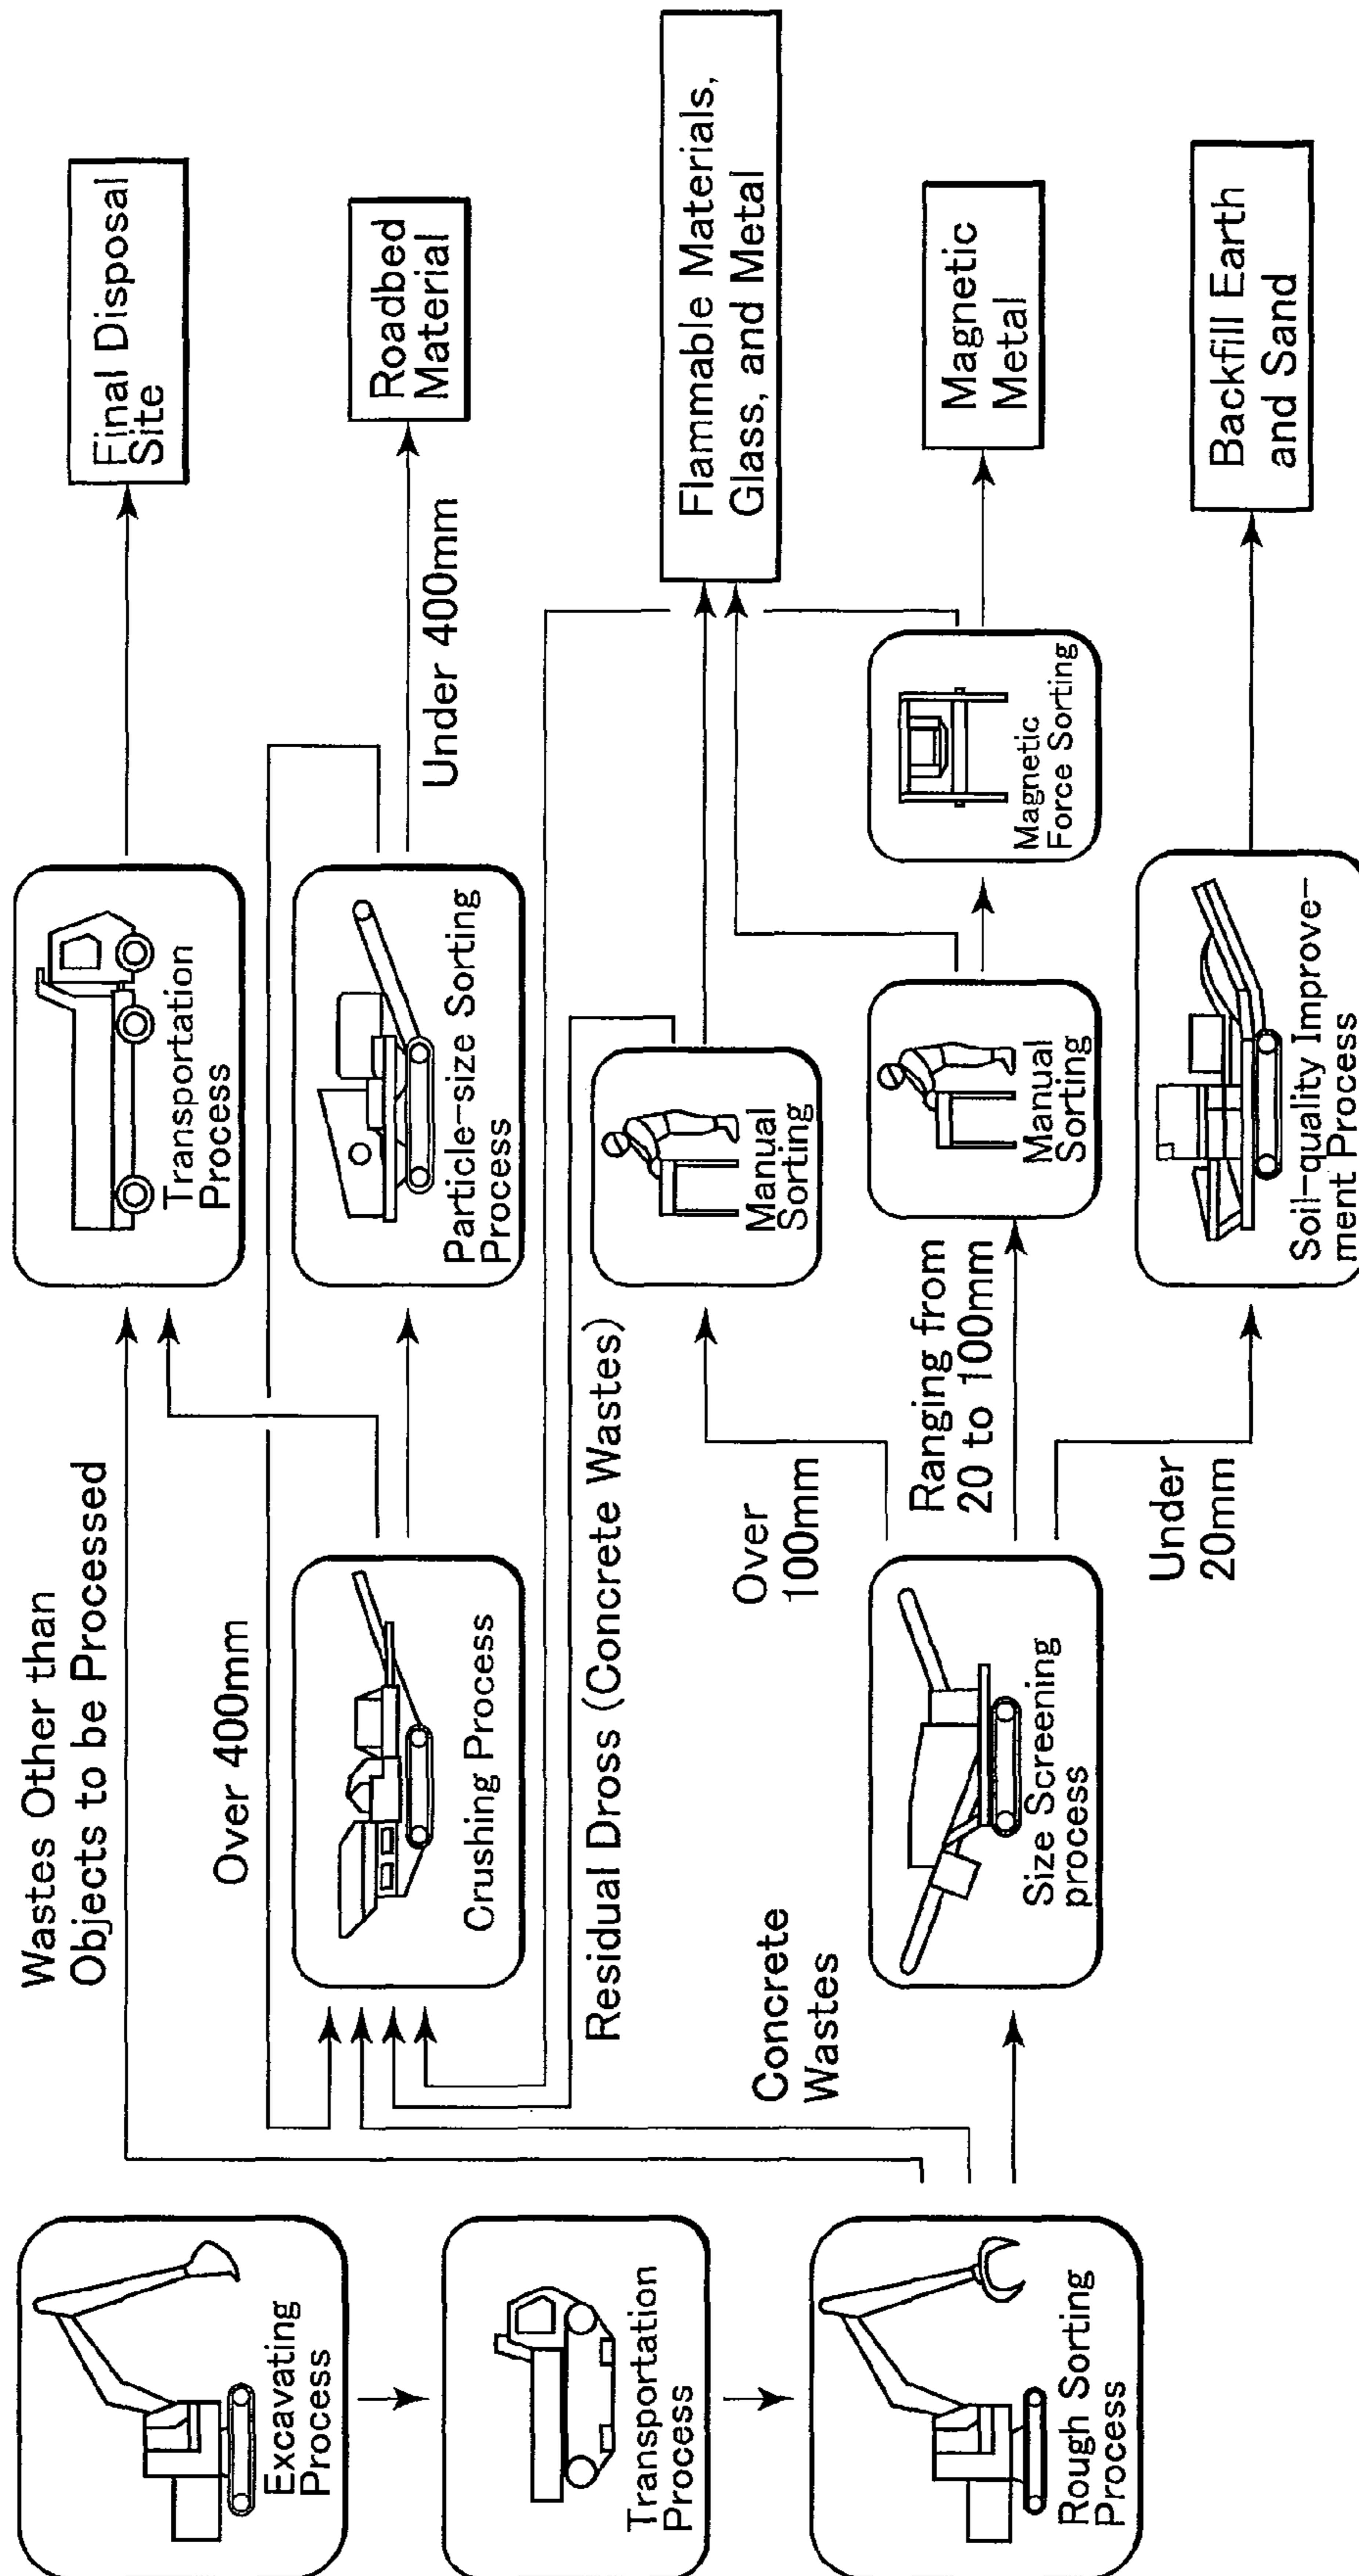 Excavating
Process
Transportation
Process
Rough Sorting
Process
Wastes Other than
Objects to be Processed
Over 400mm
Crushing Process
Residual Dross (Concrete Wastes)
Concrete
Wastes
Size Screening
process
Over
100mm
Ranging from
20 to 100mm
Under
20mm
Transportation
Process
Particle-size Sorting
Process
Manual
Sorting
Manual
Sorting
Soil-quality Improve-
ment Process
Under 400mm
Magnetic
Force Sorting
Final Disposal
Site
Roadbed
Material
Flammable Materials,
Glass, and Metal
Magnetic
Metal
Backfill Earth
and Sand